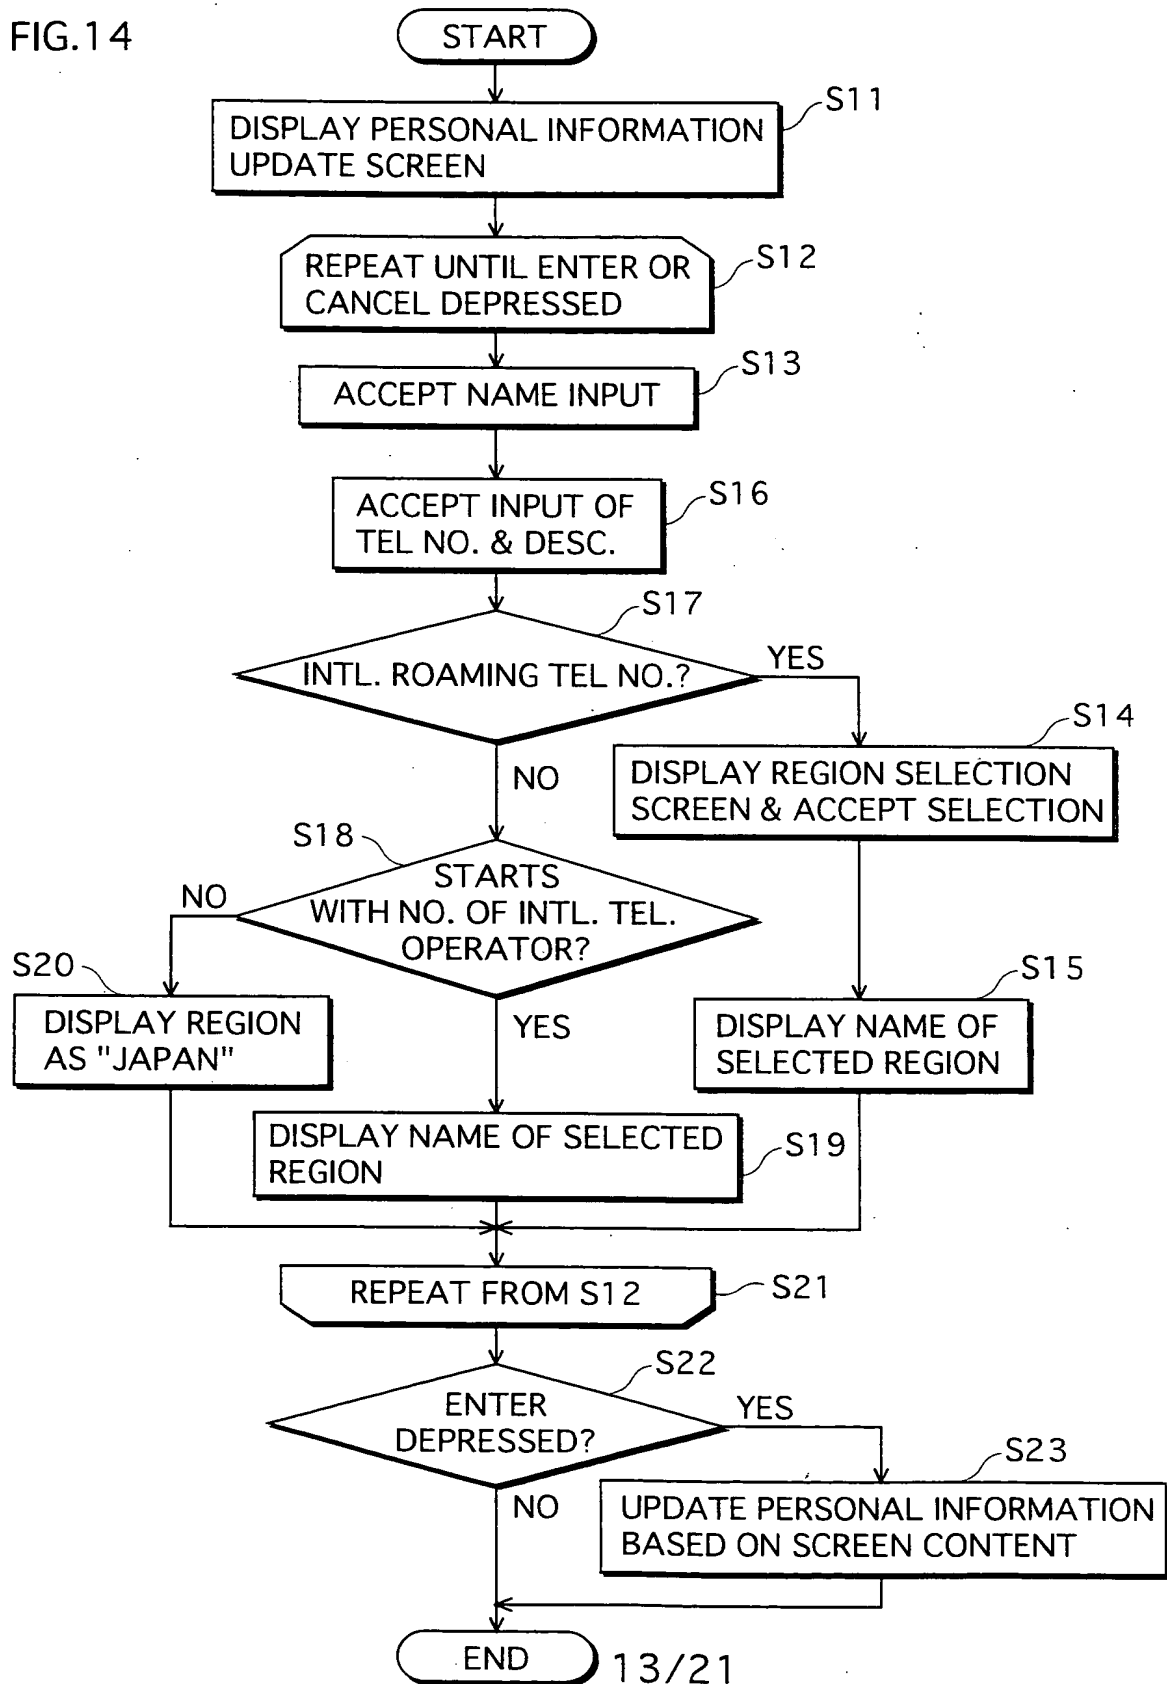 FIG.14
START
S11
DISPLAY PERSONAL INFORMATION
UPDATE SCREEN
S12
REPEAT UNTIL ENTER OR
CANCEL DEPRESSED
S13
ACCEPT NAME INPUT
S16
ACCEPT INPUT OF
TEL NO. & DESC.
S17
INTL. ROAMING TEL NO.?
YES
S14
NO
DISPLAY REGION SELECTION
SCREEN & ACCEPT SELECTION
S18
STARTS
WITH NO. OF INTL. TEL.
OPERATOR?
NO
S20
DISPLAY REGION
AS "JAPAN"
YES
S15
DISPLAY NAME OF
SELECTED REGION
DISPLAY NAME OF SELECTED
REGION
S19
REPEAT FROM S12
S21
S22
ENTER
DEPRESSED?
YES
S23
NO
UPDATE PERSONAL INFORMATION
BASED ON SCREEN CONTENT
END
13/21